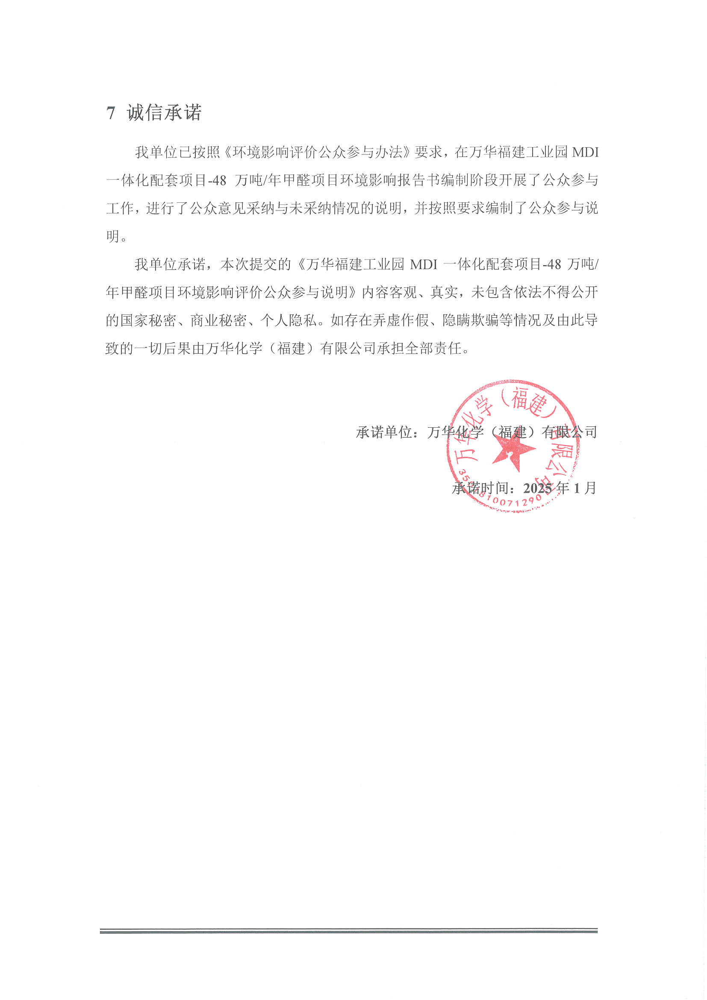 7 诚信承诺
我单位已按照《环境影响评价公众参与办法》要求，在万华福建工业园 MDI
一体化配套项目-48 万吨/年甲醛项目环境影响报告书编制阶段开展了公众参与
工作，进行了公众意见采纳与未采纳情况的说明，并按照要求编制了公众参与说
明。
我单位承诺，本次提交的《万华福建工业园 MDI 一体化配套项目-48 万吨/
年甲醛项目环境影响评价公众参与说明》内容客观、真实，未包含依法不得公开
的国家秘密、商业秘密、个人隐私。如存在弄虚作假、隐瞒欺骗等情况及由此导
致的一切后果由万华化学（福建）有限公司承担全部责任。
承诺单位：万华化学（福建）有限公司
承诺时间：2025 年 1 月
万华化学（福建）有限公司